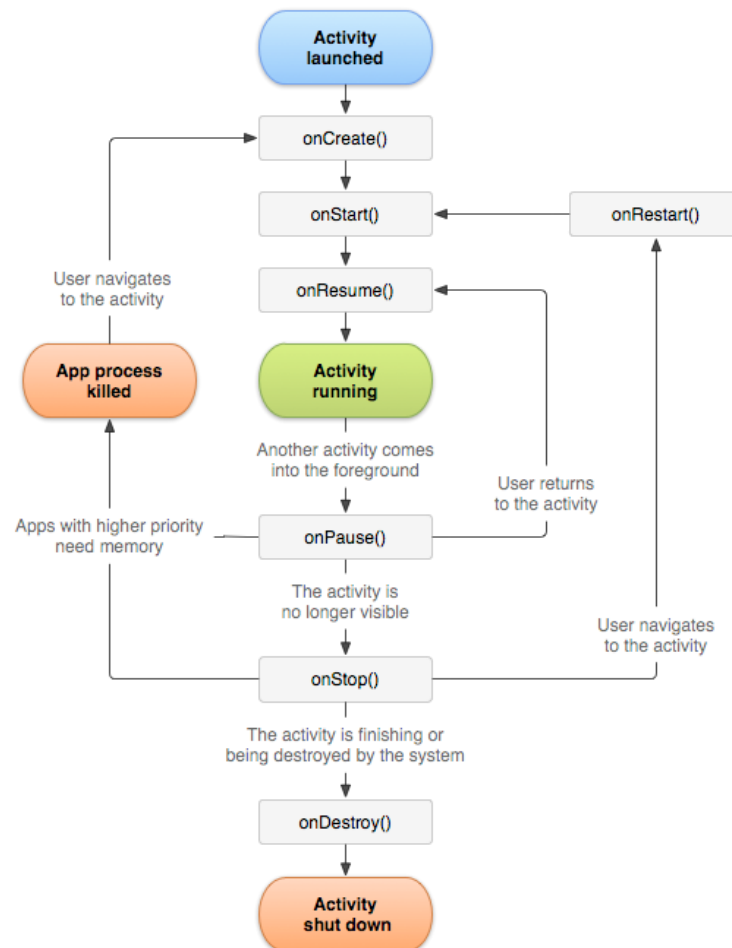 Activity
launched
onCreate()
onStart()
onRestart()
User navigates
to the activity
onResume()
App process
killed
Activity
running
Another activity comes
into the foreground
User returns
to the activity
Apps with higher priority
need memory
onPause()
The activity is
no longer visible
User navigates
to the activity
onStop()
The activity is finishing or
being destroyed by the system
onDestroy()
Activity
shut down